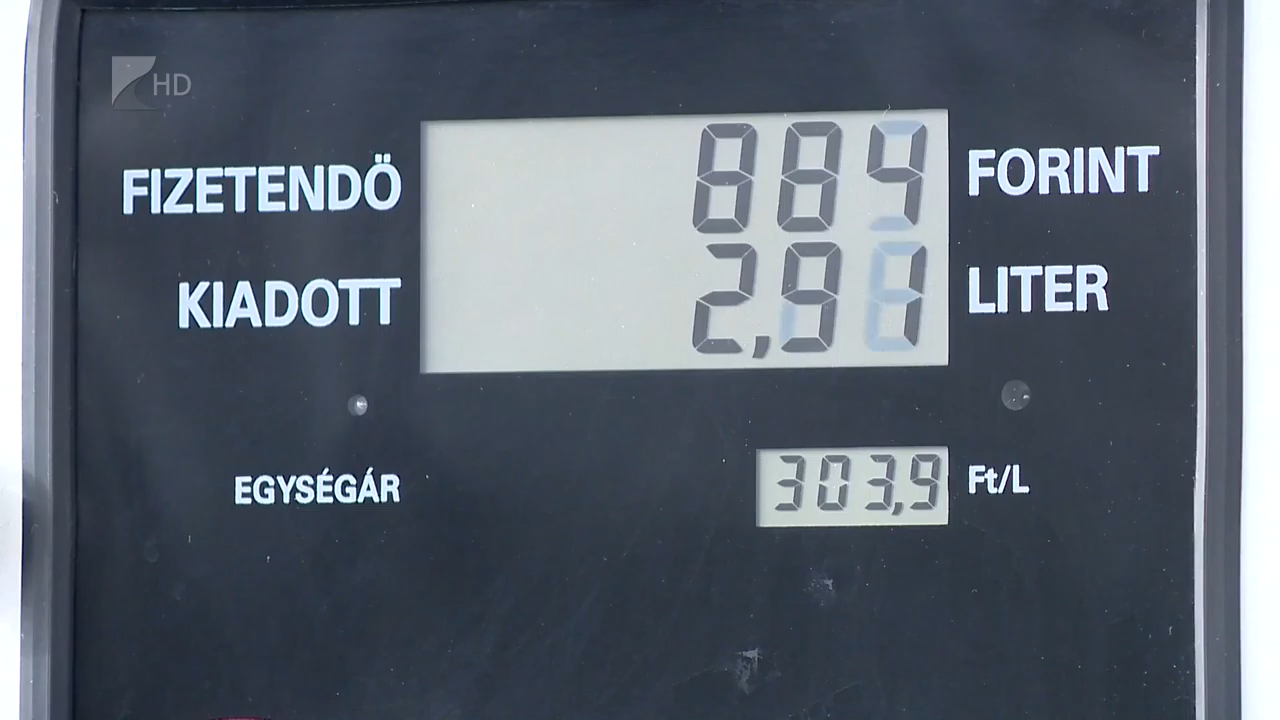 HD
FIZETENDÖ 884 FORINT
KIADOTT 2,91 LITER
EGYSÉGÁR 303,9 Ft/L